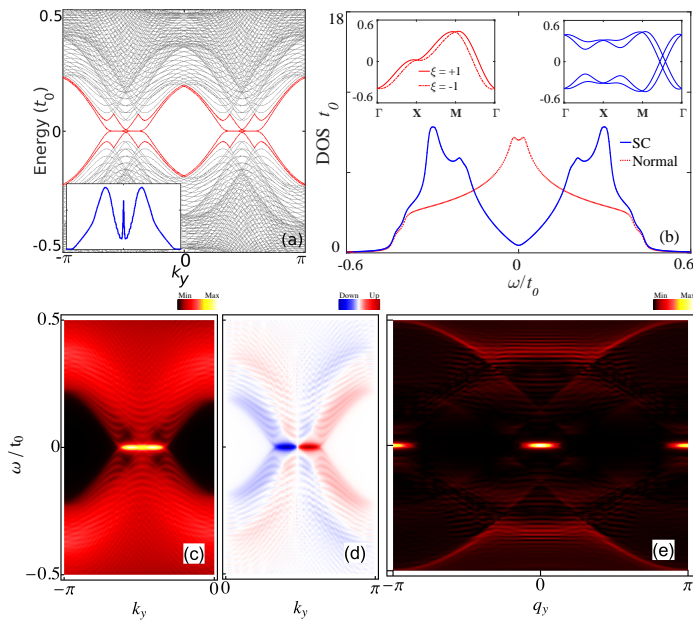 0.5
Energy (t0)
0
-0.5
-π
0
π
ky
(a)
18
DOS t0
0
-0.6
0
0.6
ω/t0
(b)
SC
Normal
0.6
0
-0.6
Γ
X
M
Γ
ξ = +1
ξ = -1
0.6
0
-0.6
Γ
X
M
Γ
Min Max
0.5
ω / t0
0
−0.5
−π
0
ky
(c)
Down Up
0
π
ky
(d)
Min Max
−π
0
π
qy
(e)